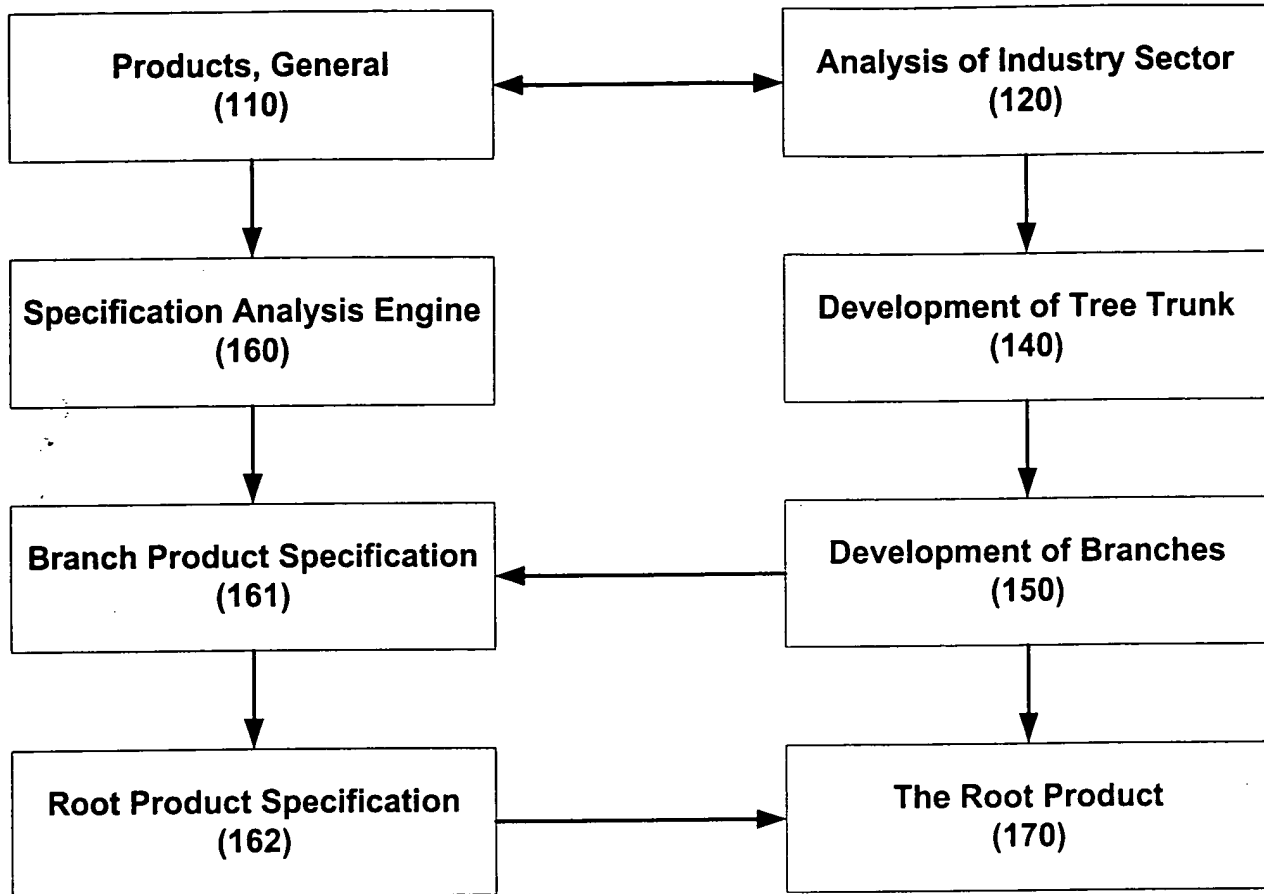 Products, General
(110)
Analysis of Industry Sector
(120)
Specification Analysis Engine
(160)
Development of Tree Trunk
(140)
Branch Product Specification
(161)
Development of Branches
(150)
Root Product Specification
(162)
The Root Product
(170)